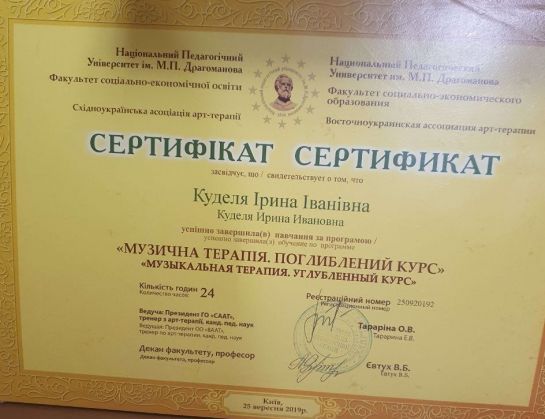 Національний Педагогічний
Університет ім. М.П. Драгоманова
Факультет соціально-економічної освіти
Східноукраїнська асоціація арт-терапії
Национальный Педагогический
Университет им. М.П. Драгоманова
Факультет социально-экономического
образования
Восточноукраинская ассоциация арт-терапии
СЕРТИФІКАТ СЕРТИФИКАТ
засвідчує, що / свидетельствует о том, что
Куделя Ірина Іванівна
Куделя Ирина Ивановна
успішно завершила(в) навчання за програмою /
успешно завершила(л) обучение по программе
«МУЗИЧНА ТЕРАПІЯ. ПОГЛИБЛЕНИЙ КУРС»
«МУЗЫКАЛЬНАЯ ТЕРАПИЯ. УГЛУБЛЕННЫЙ КУРС»
Кількість годин 24
Количество часов
Реєстраційний номер 250920192
Регистрационный номер
Ведуча: Президент ГО «СААТ»,
тренер з арт-терапії, канд. пед. наук
Ведущая: Президент ОО «ВААТ»,
тренер по арт-терапии, канд. пед. наук
Тараріна О.В.
Тарарина Е.В.
Декан факультету, професор
Декан факультета, профессор
Євтух В.Б.
Евтух В.Б.
Київ,
25 вересня 2019р.